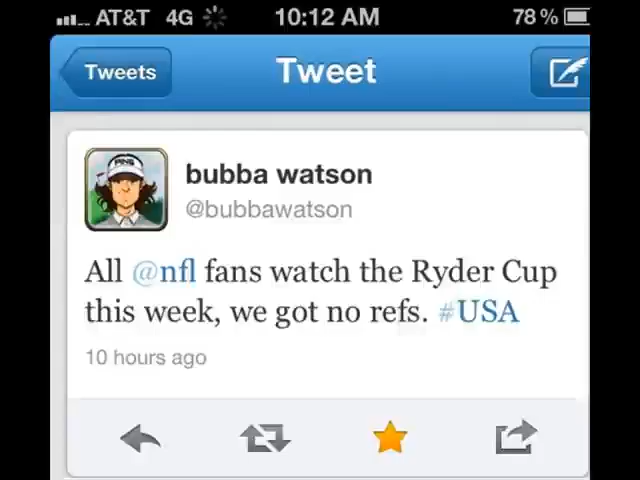 AT&T 4G 10:12 AM 78%
Tweets Tweet
PING
bubba watson
@bubbawatson
All @nfl fans watch the Ryder Cup
this week, we got no refs. #USA
10 hours ago